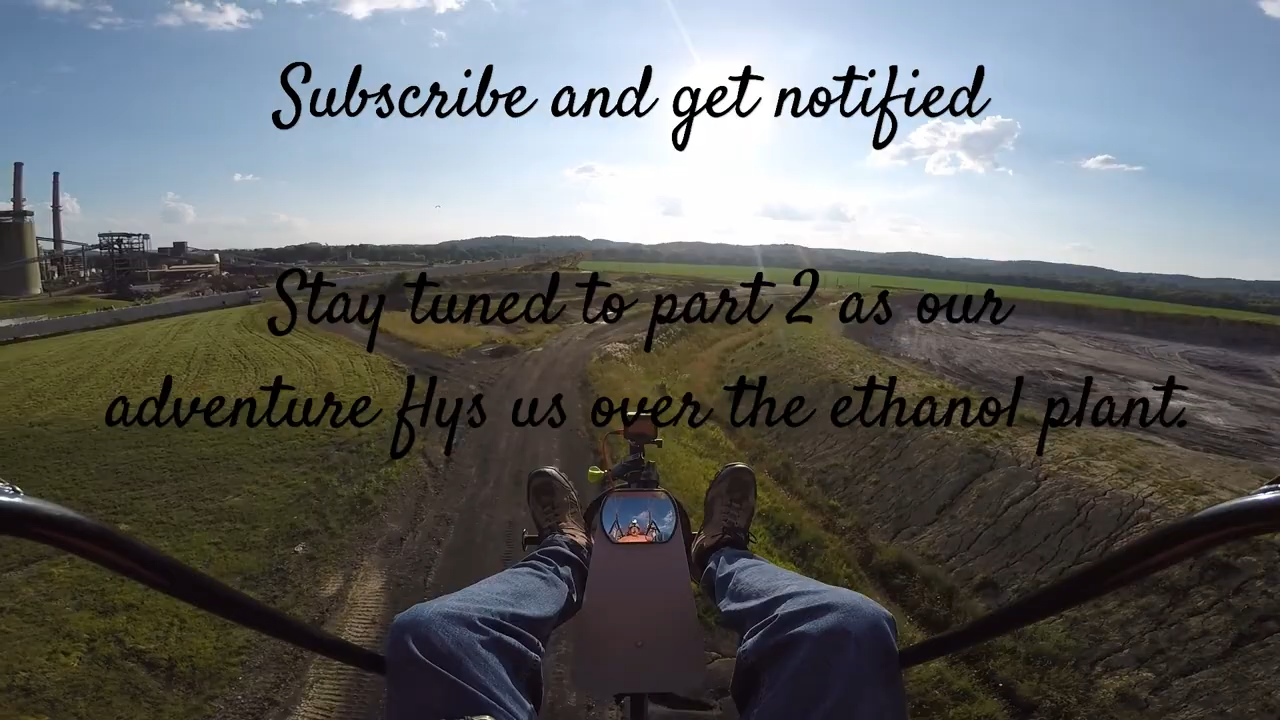 Subscribe and get notified
Stay tuned to part 2 as our
adventure flys us over the ethanol plant.